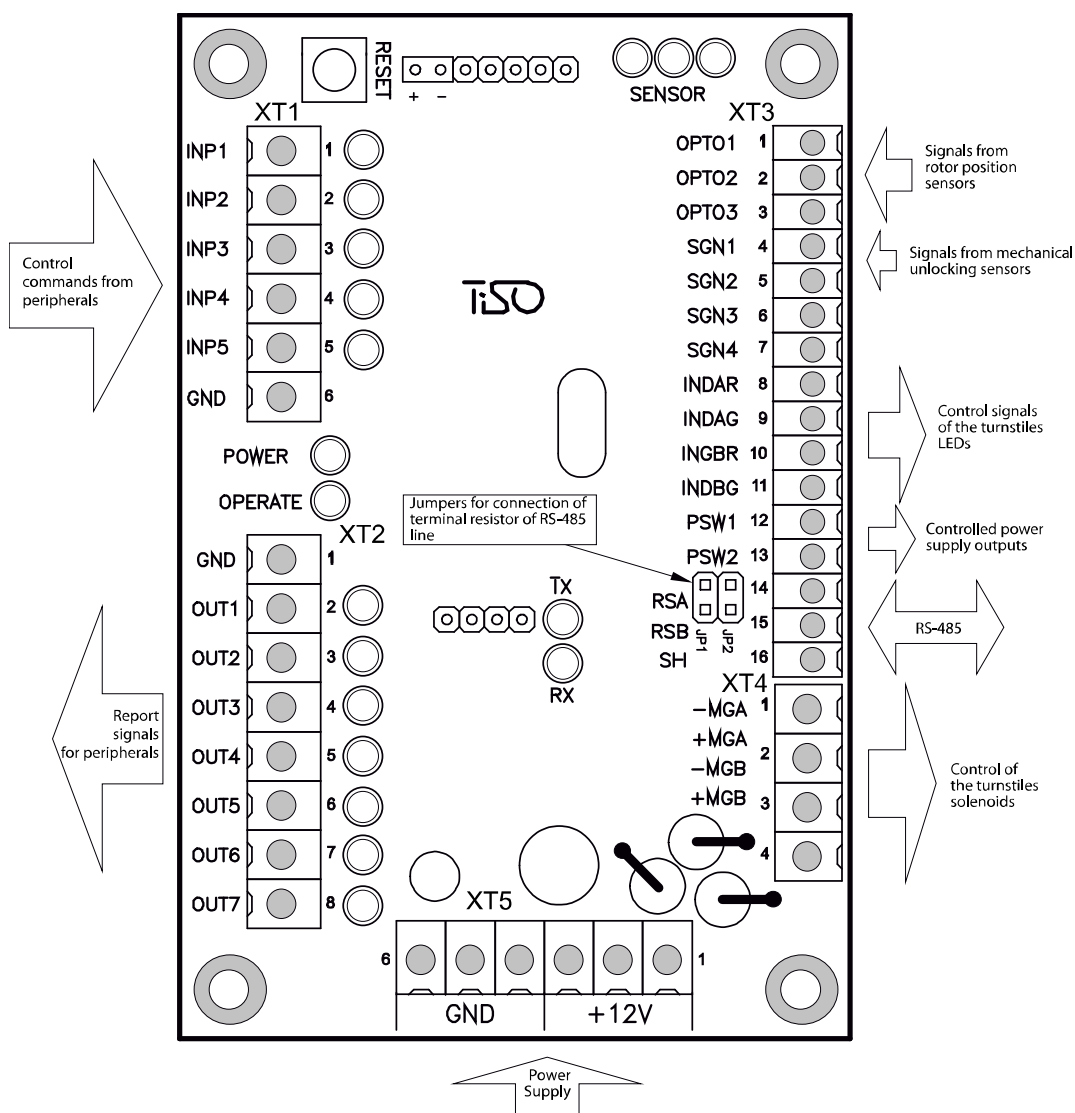 RESET
+ −
SENSOR
XT1
INP1 1
INP2 2
INP3 3
INP4 4
INP5 5
GND 6
Control
commands from
peripherals
TiSO
POWER
OPERATE
XT2
GND 1
OUT1 2
OUT2 3
OUT3 4
OUT4 5
OUT5 6
OUT6 7
OUT7 8
Report
signals
for peripherals
Jumpers for connection of
terminal resistor of RS-485
line
TX
RX
XT3
OPTO1 1
OPTO2 2
OPTO3 3
SGN1 4
SGN2 5
SGN3 6
SGN4 7
INDAR 8
INDAG 9
INGBR 10
INDBG 11
PSW1 12
PSW2 13
14
RSA
RSB 15
SH 16
JP1
JP2
Signals from
rotor position
sensors
Signals from mechanical
unlocking sensors
Control signals
of the turnstiles
LEDs
Controlled power
supply outputs
RS-485
XT4
−MGA 1
+MGA
2
−MGB
+MGB 3
4
Control of
the turnstiles
solenoids
XT5
6 1
GND +12V
Power
Supply